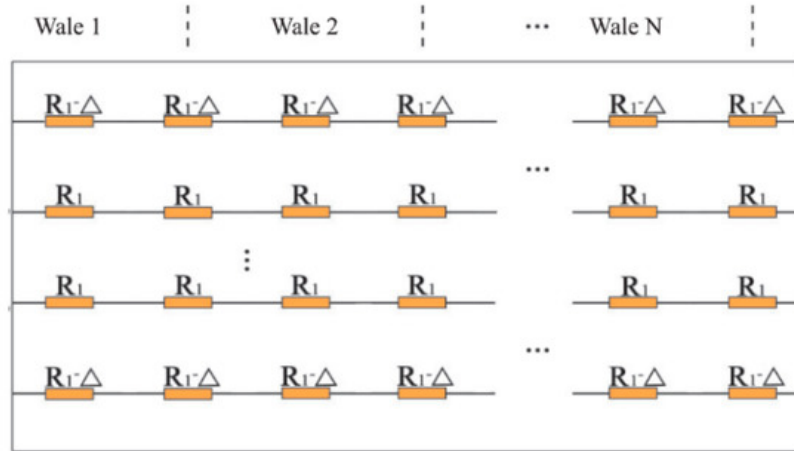 Wale 1 Wale 2 ... Wale N
R₁-△ R₁-△ R₁-△ R₁-△ R₁-△ R₁-△
...
R₁ R₁ R₁ R₁ R₁ R₁
⋮
R₁ R₁ R₁ R₁ R₁ R₁
...
R₁-△ R₁-△ R₁-△ R₁-△ R₁-△ R₁-△